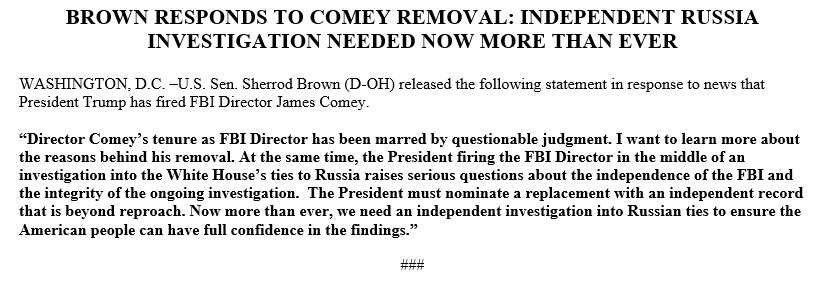 BROWN RESPONDS TO COMEY REMOVAL: INDEPENDENT RUSSIA
INVESTIGATION NEEDED NOW MORE THAN EVER
WASHINGTON, D.C. –U.S. Sen. Sherrod Brown (D-OH) released the following statement in response to news that
President Trump has fired FBI Director James Comey.
“Director Comey’s tenure as FBI Director has been marred by questionable judgment. I want to learn more about
the reasons behind his removal. At the same time, the President firing the FBI Director in the middle of an
investigation into the White House’s ties to Russia raises serious questions about the independence of the FBI and
the integrity of the ongoing investigation.  The President must nominate a replacement with an independent record
that is beyond reproach. Now more than ever, we need an independent investigation into Russian ties to ensure the
American people can have full confidence in the findings.”
###